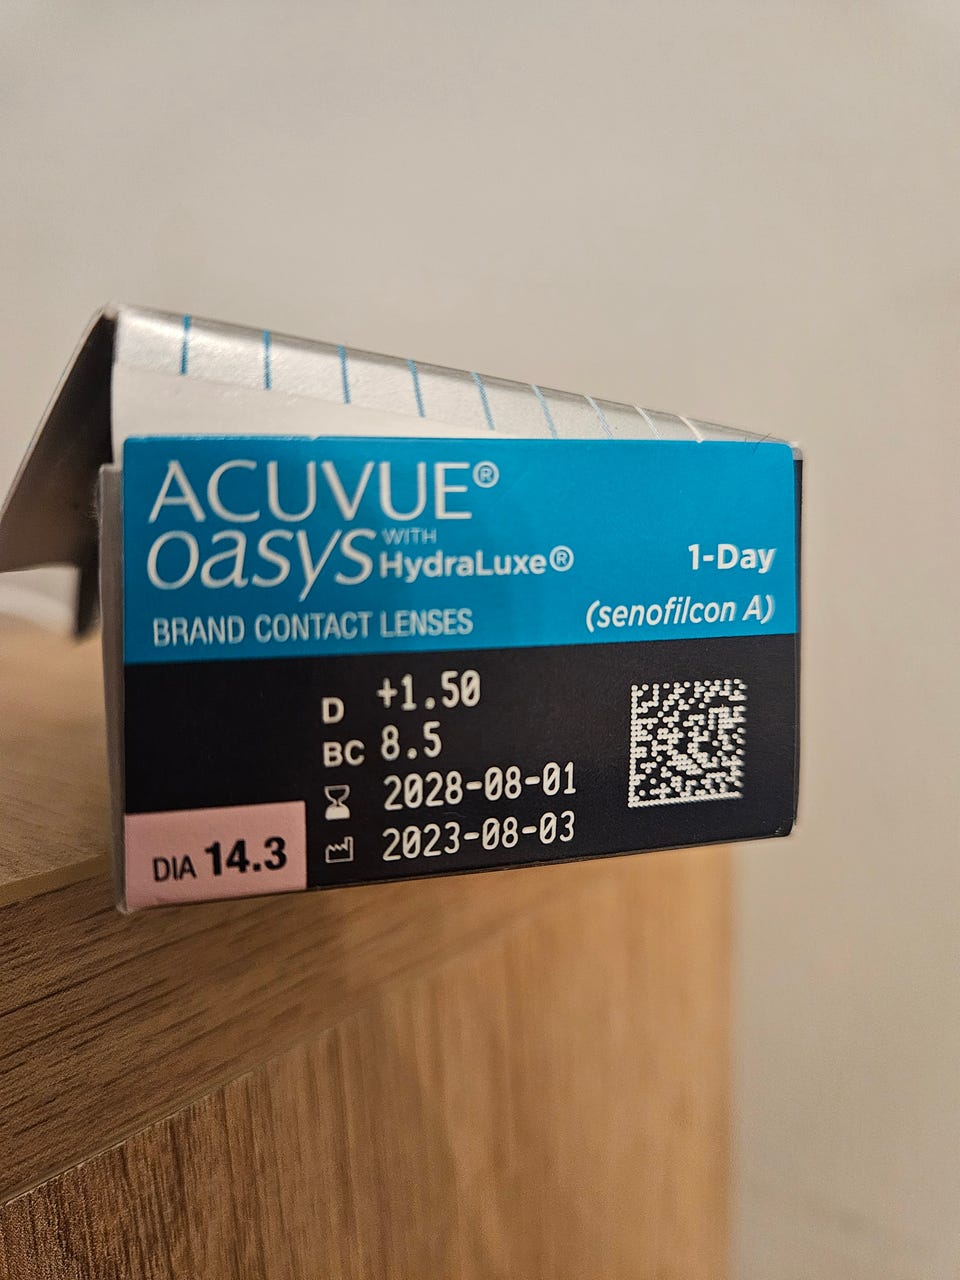 ACUVUE®
oasys WITH HydraLuxe® 1-Day
BRAND CONTACT LENSES (senofilcon A)
D +1.50
BC 8.5
2028-08-01
2023-08-03
DIA 14.3